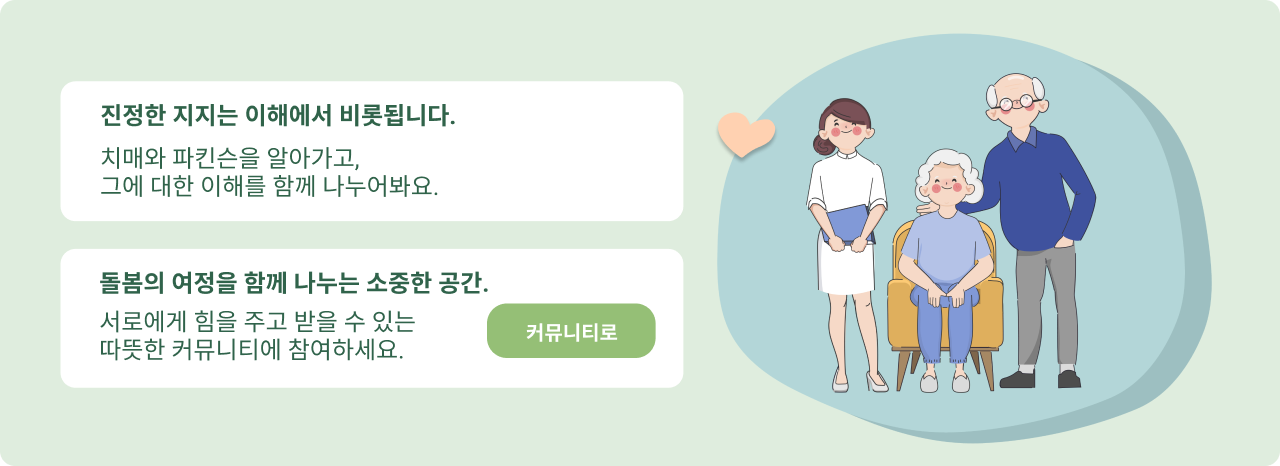 진정한 지지는 이해에서 비롯됩니다.
치매와 파킨슨을 알아가고,
그에 대한 이해를 함께 나누어봐요.
돌봄의 여정을 함께 나누는 소중한 공간.
서로에게 힘을 주고 받을 수 있는
따뜻한 커뮤니티에 참여하세요.
커뮤니티로